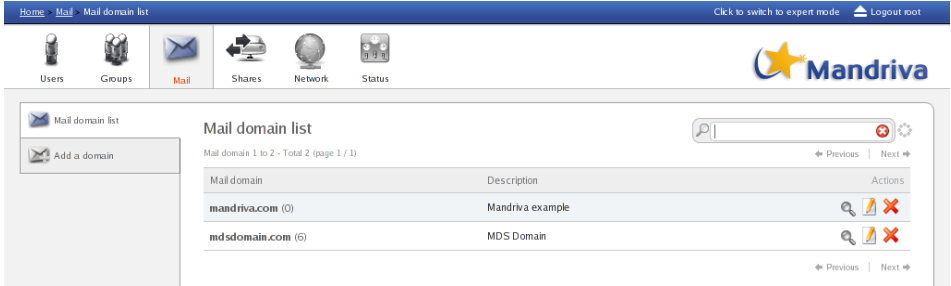 Home > Mail > Mail domain list
Click to switch to expert mode Logout root
Users Groups Mail Shares Network Status
Mandriva
Mail domain list
Add a domain
Mail domain list
Mail domain 1 to 2 - Total 2 (page 1 / 1)
Previous | Next
Mail domain Description Actions
mandriva.com (0) Mandriva example
mdsdomain.com (6) MDS Domain
Previous | Next